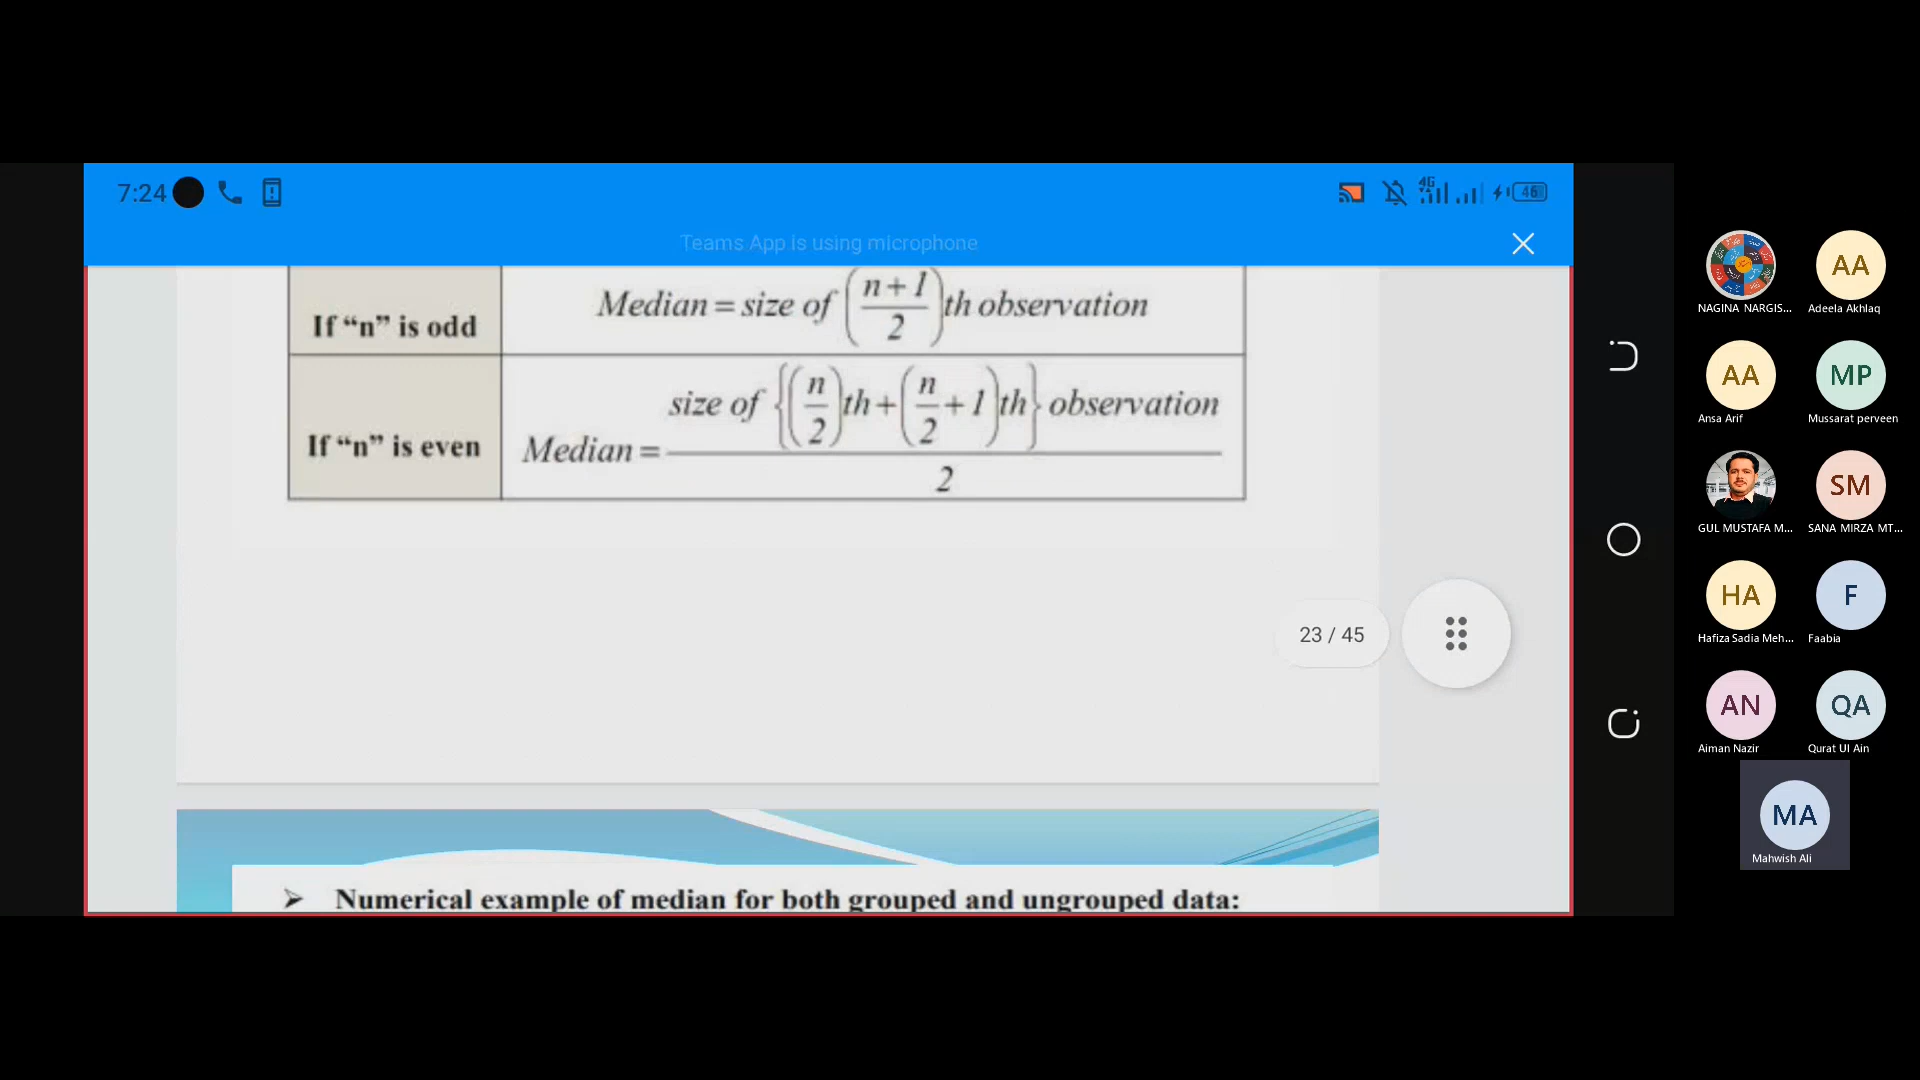 7:24
46
Teams App is using microphone
If “n” is odd
Median = size of ( n+1 / 2 ) th observation
If “n” is even
Median = size of { ( n / 2 ) th + ( n / 2 + 1 ) th } observation / 2
23 / 45
➢ Numerical example of median for both grouped and ungrouped data:
NAGINA NARGIS...
AA
Adeela Akhlaq
AA
Ansa Arif
MP
Mussarat perveen
GUL MUSTAFA M...
SM
SANA MIRZA MT...
HA
Hafiza Sadia Meh...
F
Faabia
AN
Aiman Nazir
QA
Qurat Ul Ain
MA
Mahwish Ali